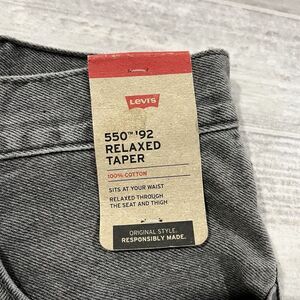 LEVI'S
550™ '92
RELAXED
TAPER
100% COTTON
SITS AT YOUR WAIST
RELAXED THROUGH
THE SEAT AND THIGH
ORIGINAL STYLE.
RESPONSIBLY MADE.